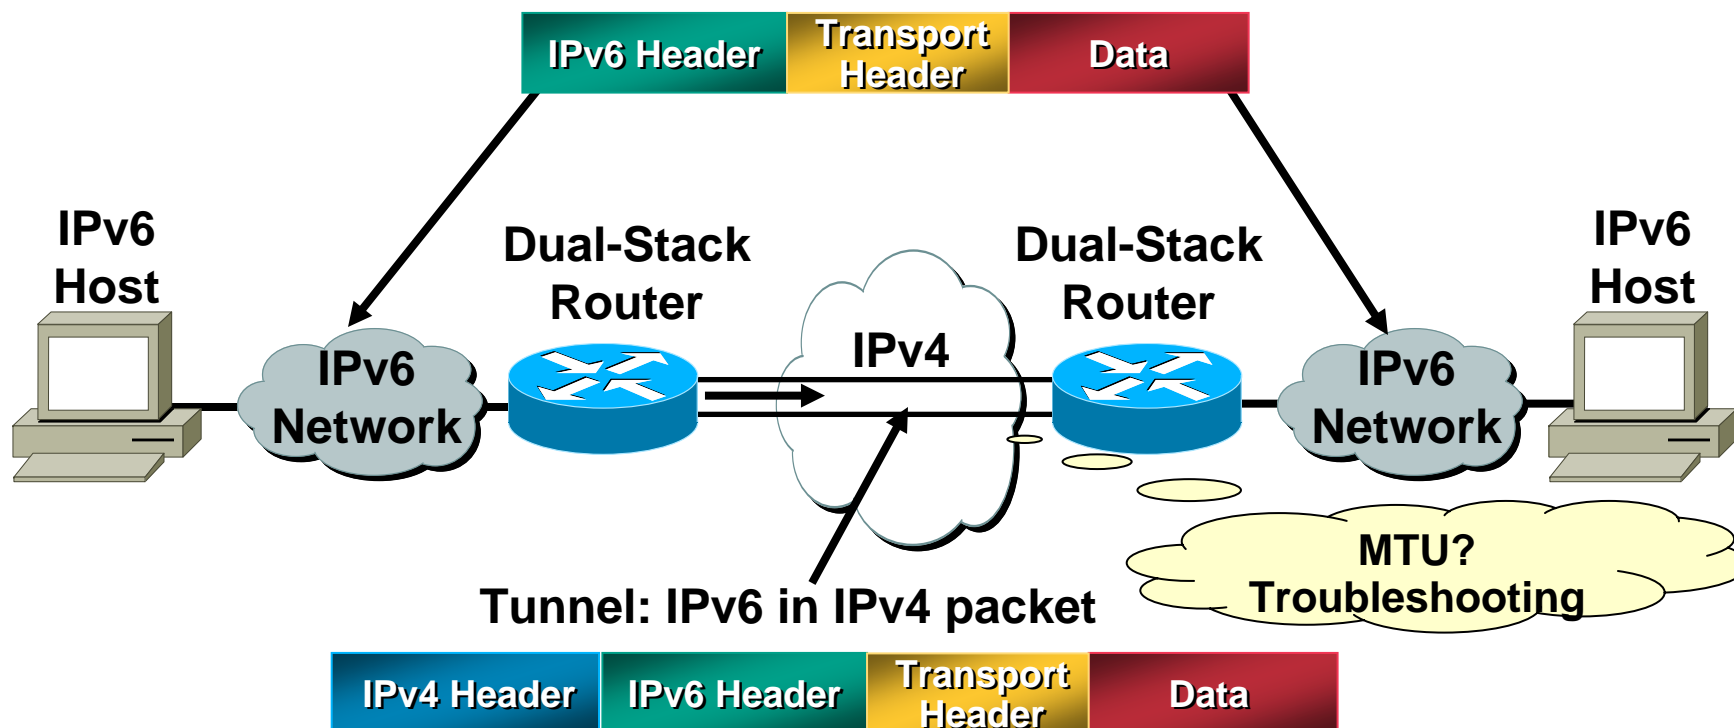 IPv6 Header
Transport
Header
Data
IPv6
Host
Dual-Stack
Router
Dual-Stack
Router
IPv6
Host
IPv6
Network
IPv4
IPv6
Network
MTU?
Troubleshooting
Tunnel: IPv6 in IPv4 packet
IPv4 Header
IPv6 Header
Transport
Header
Data